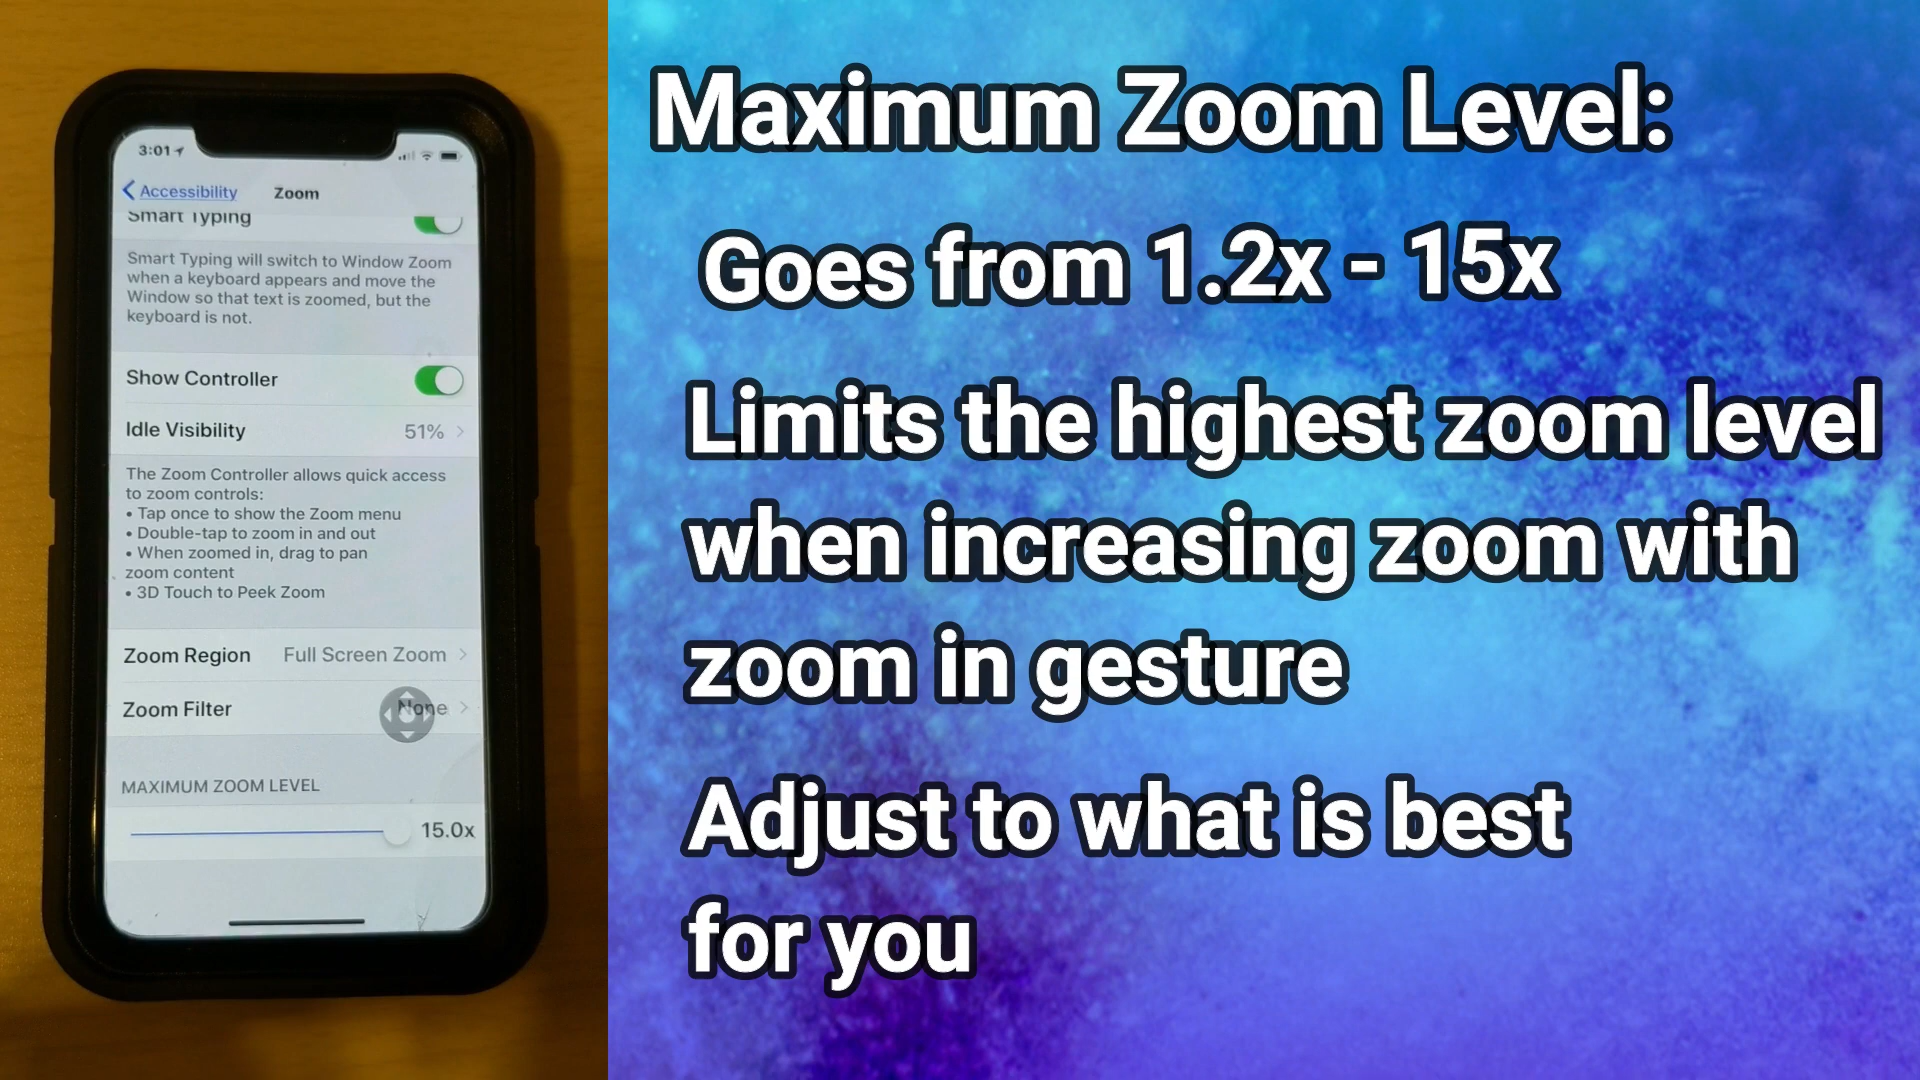 3:01
Accessibility
Zoom
Smart Typing
Smart Typing will switch to Window Zoom
when a keyboard appears and move the
Window so that text is zoomed, but the
keyboard is not.
Show Controller
Idle Visibility 51%
The Zoom Controller allows quick access
to zoom controls:
• Tap once to show the Zoom menu
• Double-tap to zoom in and out
• When zoomed in, drag to pan
zoom content
• 3D Touch to Peek Zoom
Zoom Region Full Screen Zoom
Zoom Filter None
MAXIMUM ZOOM LEVEL
15.0x
Maximum Zoom Level:
Goes from 1.2x - 15x
Limits the highest zoom level
when increasing zoom with
zoom in gesture
Adjust to what is best
for you